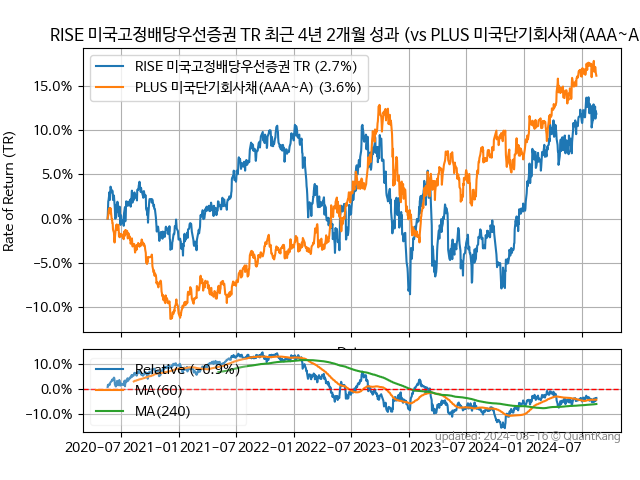 RISE 미국고정배당우선증권 TR 최근 4년 2개월 성과 (vs PLUS 미국단기회사채(AAA~A
RISE 미국고정배당우선증권 TR (2.7%)
PLUS 미국단기회사채(AAA~A) (3.6%)
Rate of Return (TR)
15.0%
10.0%
5.0%
0.0%
−5.0%
−10.0%
10.0%
0.0%
−10.0%
Relative (−0.9%)
MA(60)
MA(240)
2020−07 2021−01 2021−07 2022−01 2022−07 2023−01 2023−07 2024−01 2024−07
updated: 2024−08−16 © QuantKang